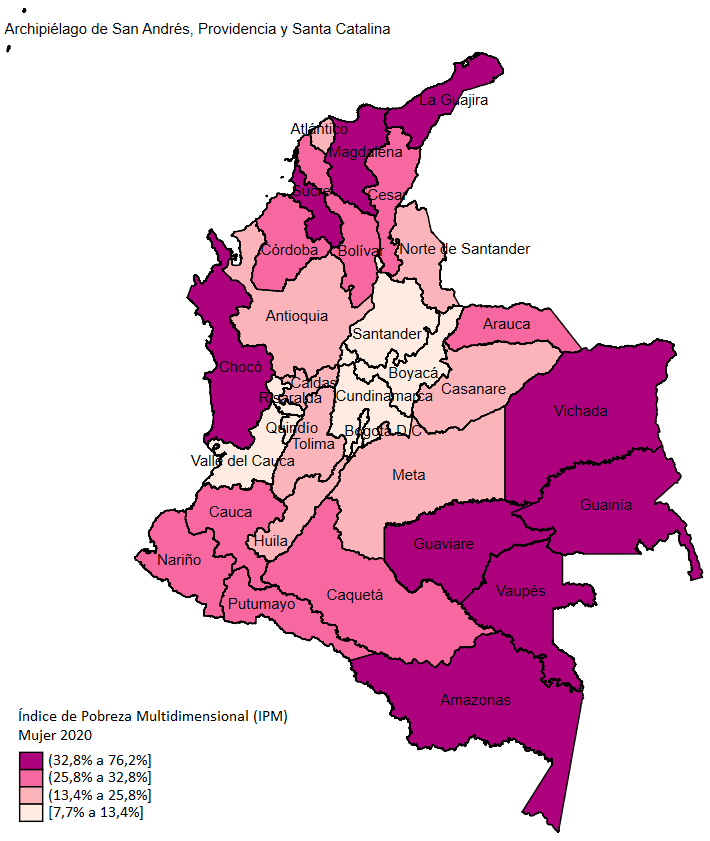 Archipiélago de San Andrés, Providencia y Santa Catalina
La Guajira
Atlántico
Magdalena
Cesar
Sucre
Córdoba
Bolívar
Norte de Santander
Antioquia
Santander
Arauca
Chocó
Boyacá
Caldas
Casanare
Risaralda
Cundinamarca
Vichada
Quindío
Bogotá D.C
Tolima
Valle del Cauca
Meta
Guainía
Cauca
Huila
Guaviare
Nariño
Vaupés
Caquetá
Putumayo
Amazonas
Índice de Pobreza Multidimensional (IPM)
Mujer 2020
(32,8% a 76,2%]
(25,8% a 32,8%]
(13,4% a 25,8%]
[7,7% a 13,4%]